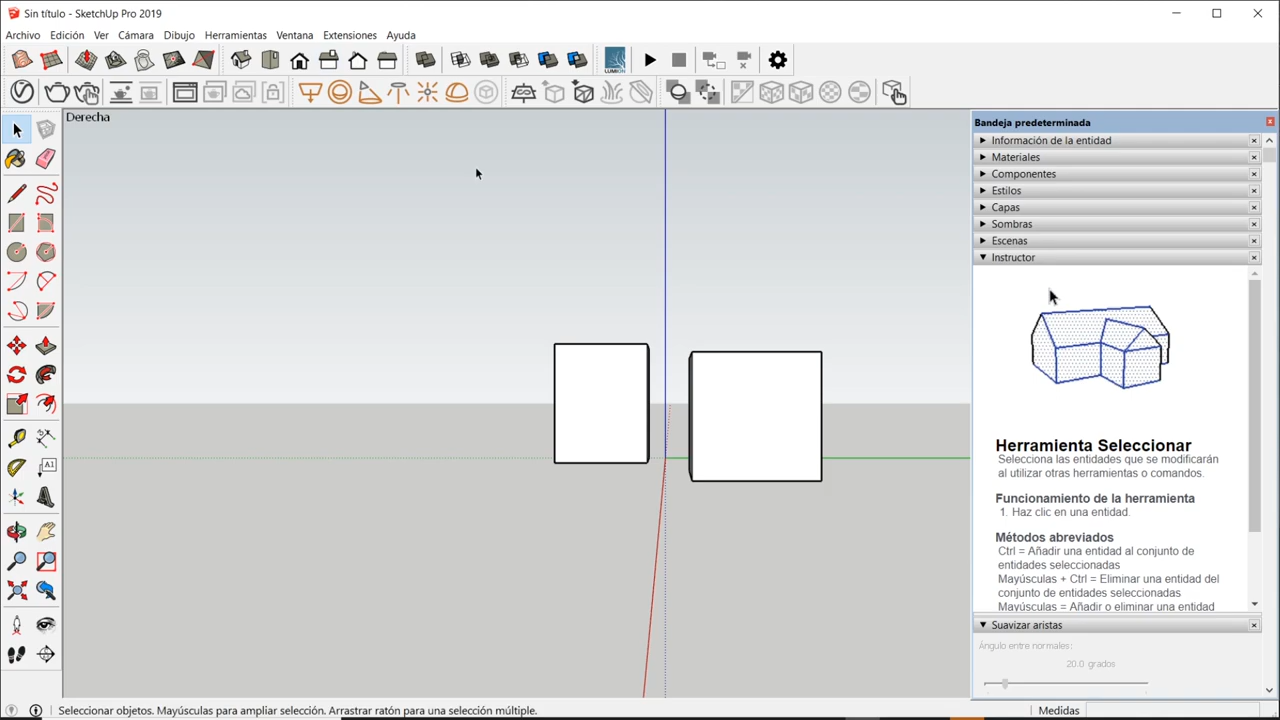 Sin título - SketchUp Pro 2019
Archivo Edición Ver Cámara Dibujo Herramientas Ventana Extensiones Ayuda
LUMION
Derecha
Bandeja predeterminada
Información de la entidad
Materiales
Componentes
Estilos
Capas
Sombras
Escenas
Instructor
Herramienta Seleccionar
Selecciona las entidades que se modificarán
al utilizar otras herramientas o comandos.
Funcionamiento de la herramienta
1. Haz clic en una entidad.
Métodos abreviados
Ctrl = Añadir una entidad al conjunto de
entidades seleccionadas
Mayúsculas + Ctrl = Eliminar una entidad del
conjunto de entidades seleccionadas
Mayúsculas = Añadir o eliminar una entidad
Suavizar aristas
Ángulo entre normales:
20.0 grados
A1
Seleccionar objetos. Mayúsculas para ampliar selección. Arrastrar ratón para una selección múltiple.
Medidas